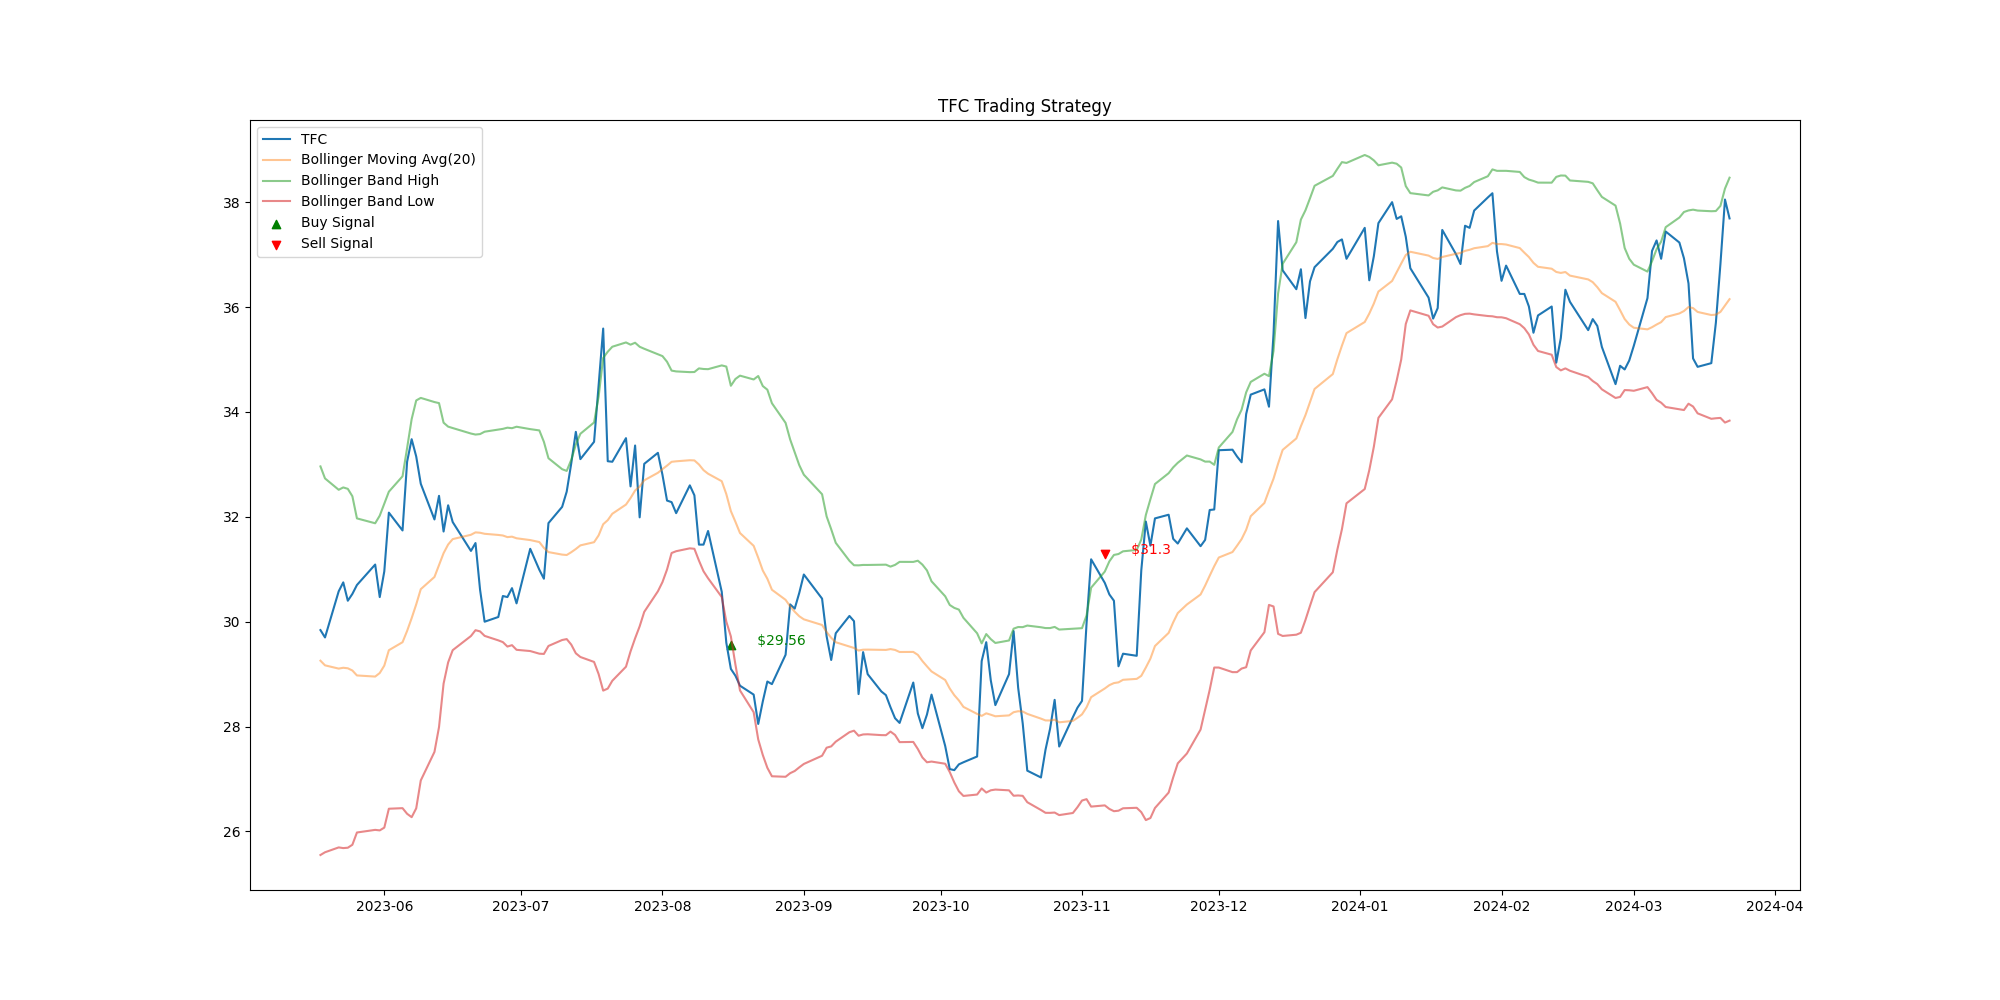 TFC Trading Strategy
TFC
Bollinger Moving Avg(20)
Bollinger Band High
Bollinger Band Low
Buy Signal
Sell Signal
38
36
34
32
30
28
26
$31.3
$29.56
2023-06 2023-07 2023-08 2023-09 2023-10 2023-11 2023-12 2024-01 2024-02 2024-03 2024-04